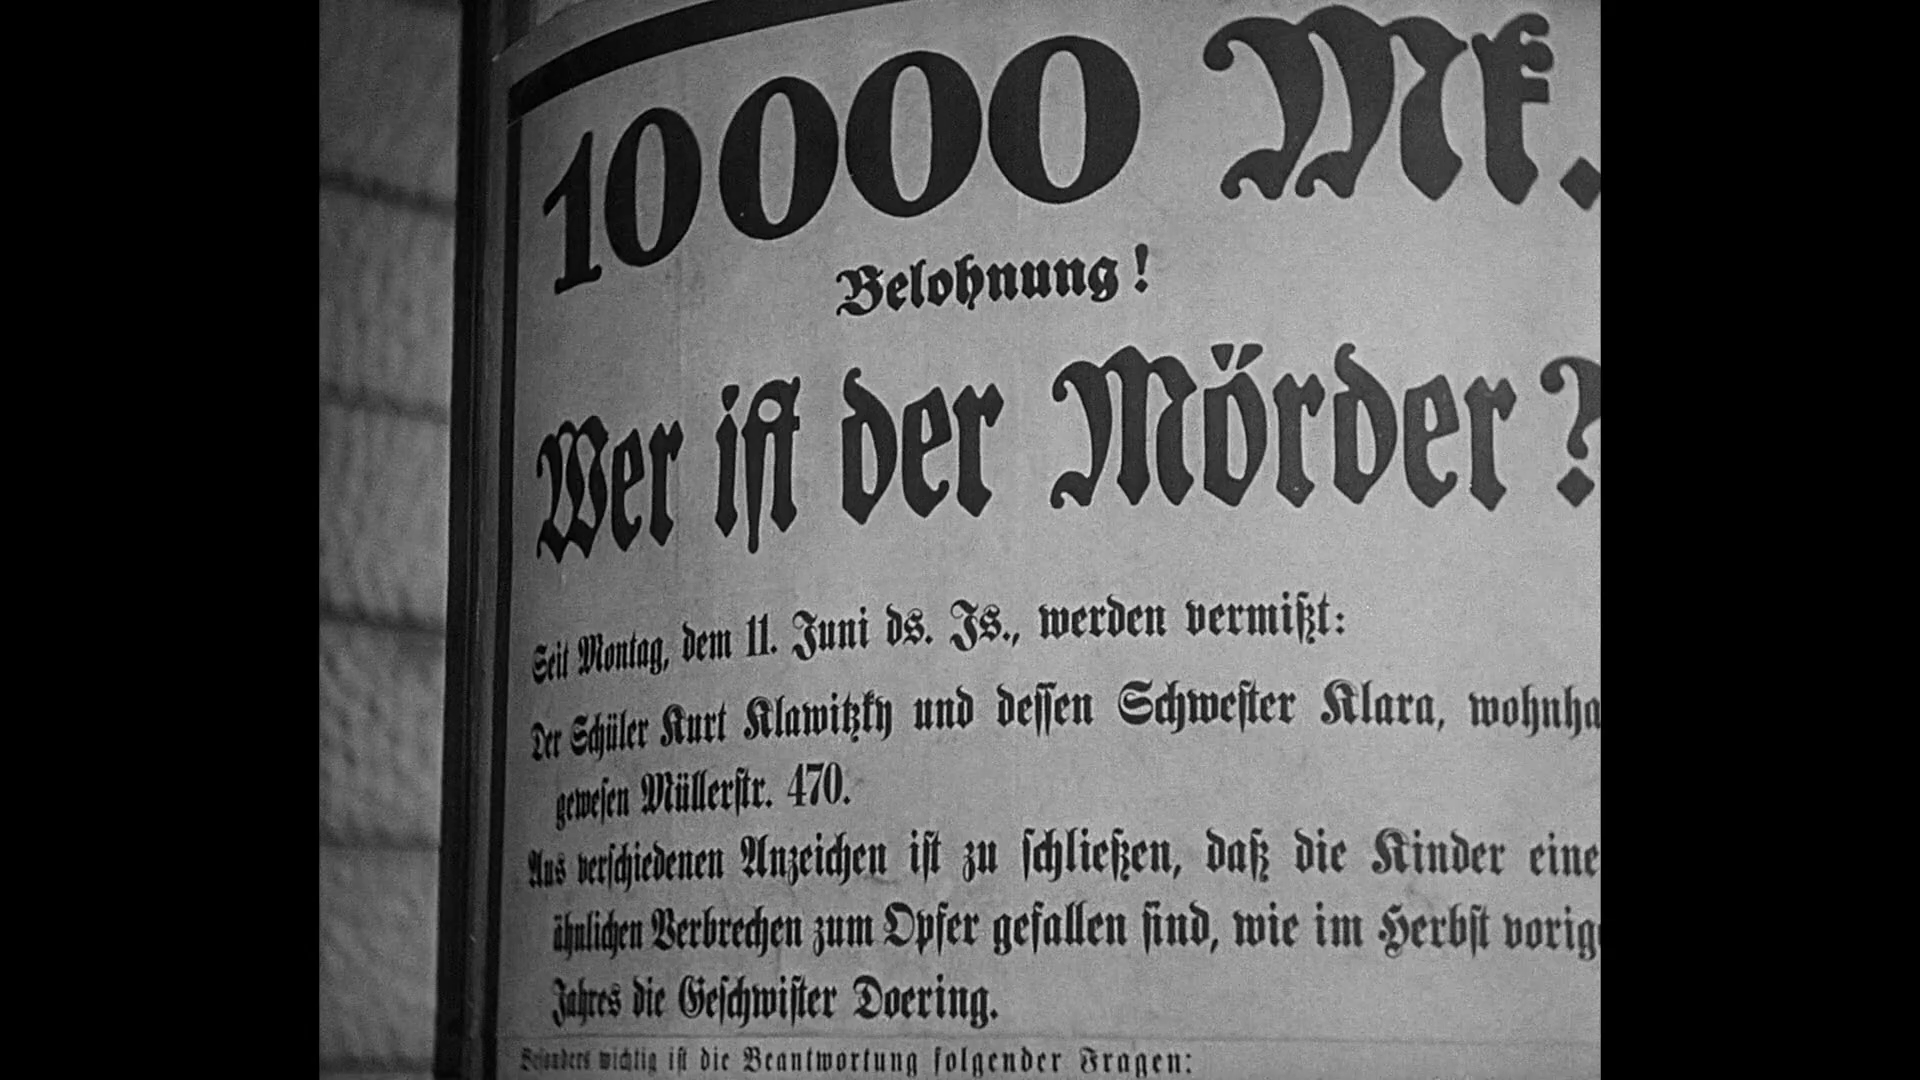 10000 Mk.
Belohnung!
Wer ist der Mörder?
Seit Montag, dem 11. Juni ds. Js., werden vermißt:
Der Schüler Kurt Klawitzky und dessen Schwester Klara, wohnha
gewesen Müllerstr. 470.
Aus verschiedenen Anzeichen ist zu schließen, daß die Kinder eine
ähnlichen Verbrechen zum Opfer gefallen sind, wie im Herbst vorig
Jahres die Geschwister Doering.
Besonders wichtig ist die Beantwortung folgender Fragen: